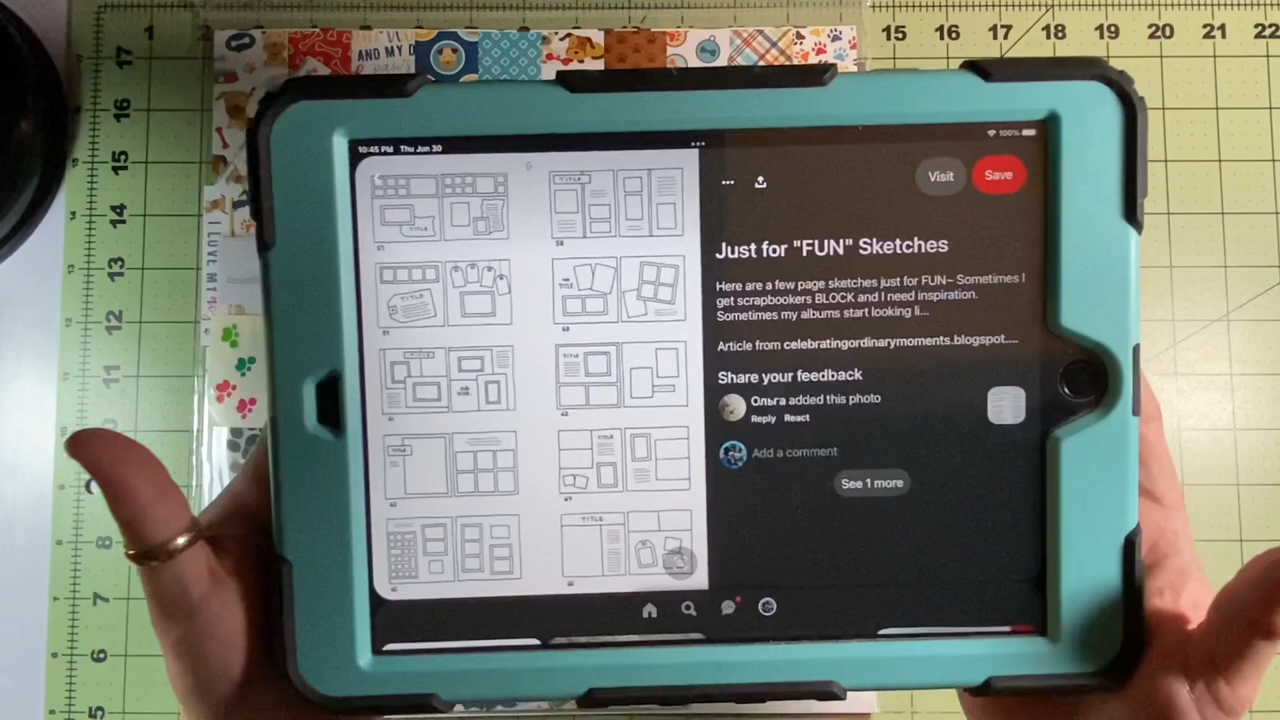 15 16 17 18 19 20 21 22
1
17
16
15
14
13
12
11
8
7
6
5
AND MY D
I LOVE MY
10:45 PM Thu Jun 30
100%
TITLE
TITLE
TITLE
TITLE
TITLE
TITLE
TITLE
TITLE
TITLE
Visit
Save
Just for "FUN" Sketches
Here are a few page sketches just for FUN~ Sometimes I
get scrapbookers BLOCK and I need inspiration.
Sometimes my albums start looking li...
Article from celebratingordinarymoments.blogspot....
Share your feedback
Ольга added this photo
Reply React
Add a comment
See 1 more